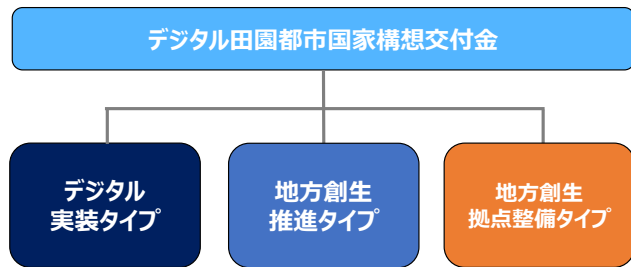 デジタル田園都市国家構想交付金
デジタル
実装タイプ
地方創生
推進タイプ
地方創生
拠点整備タイプ